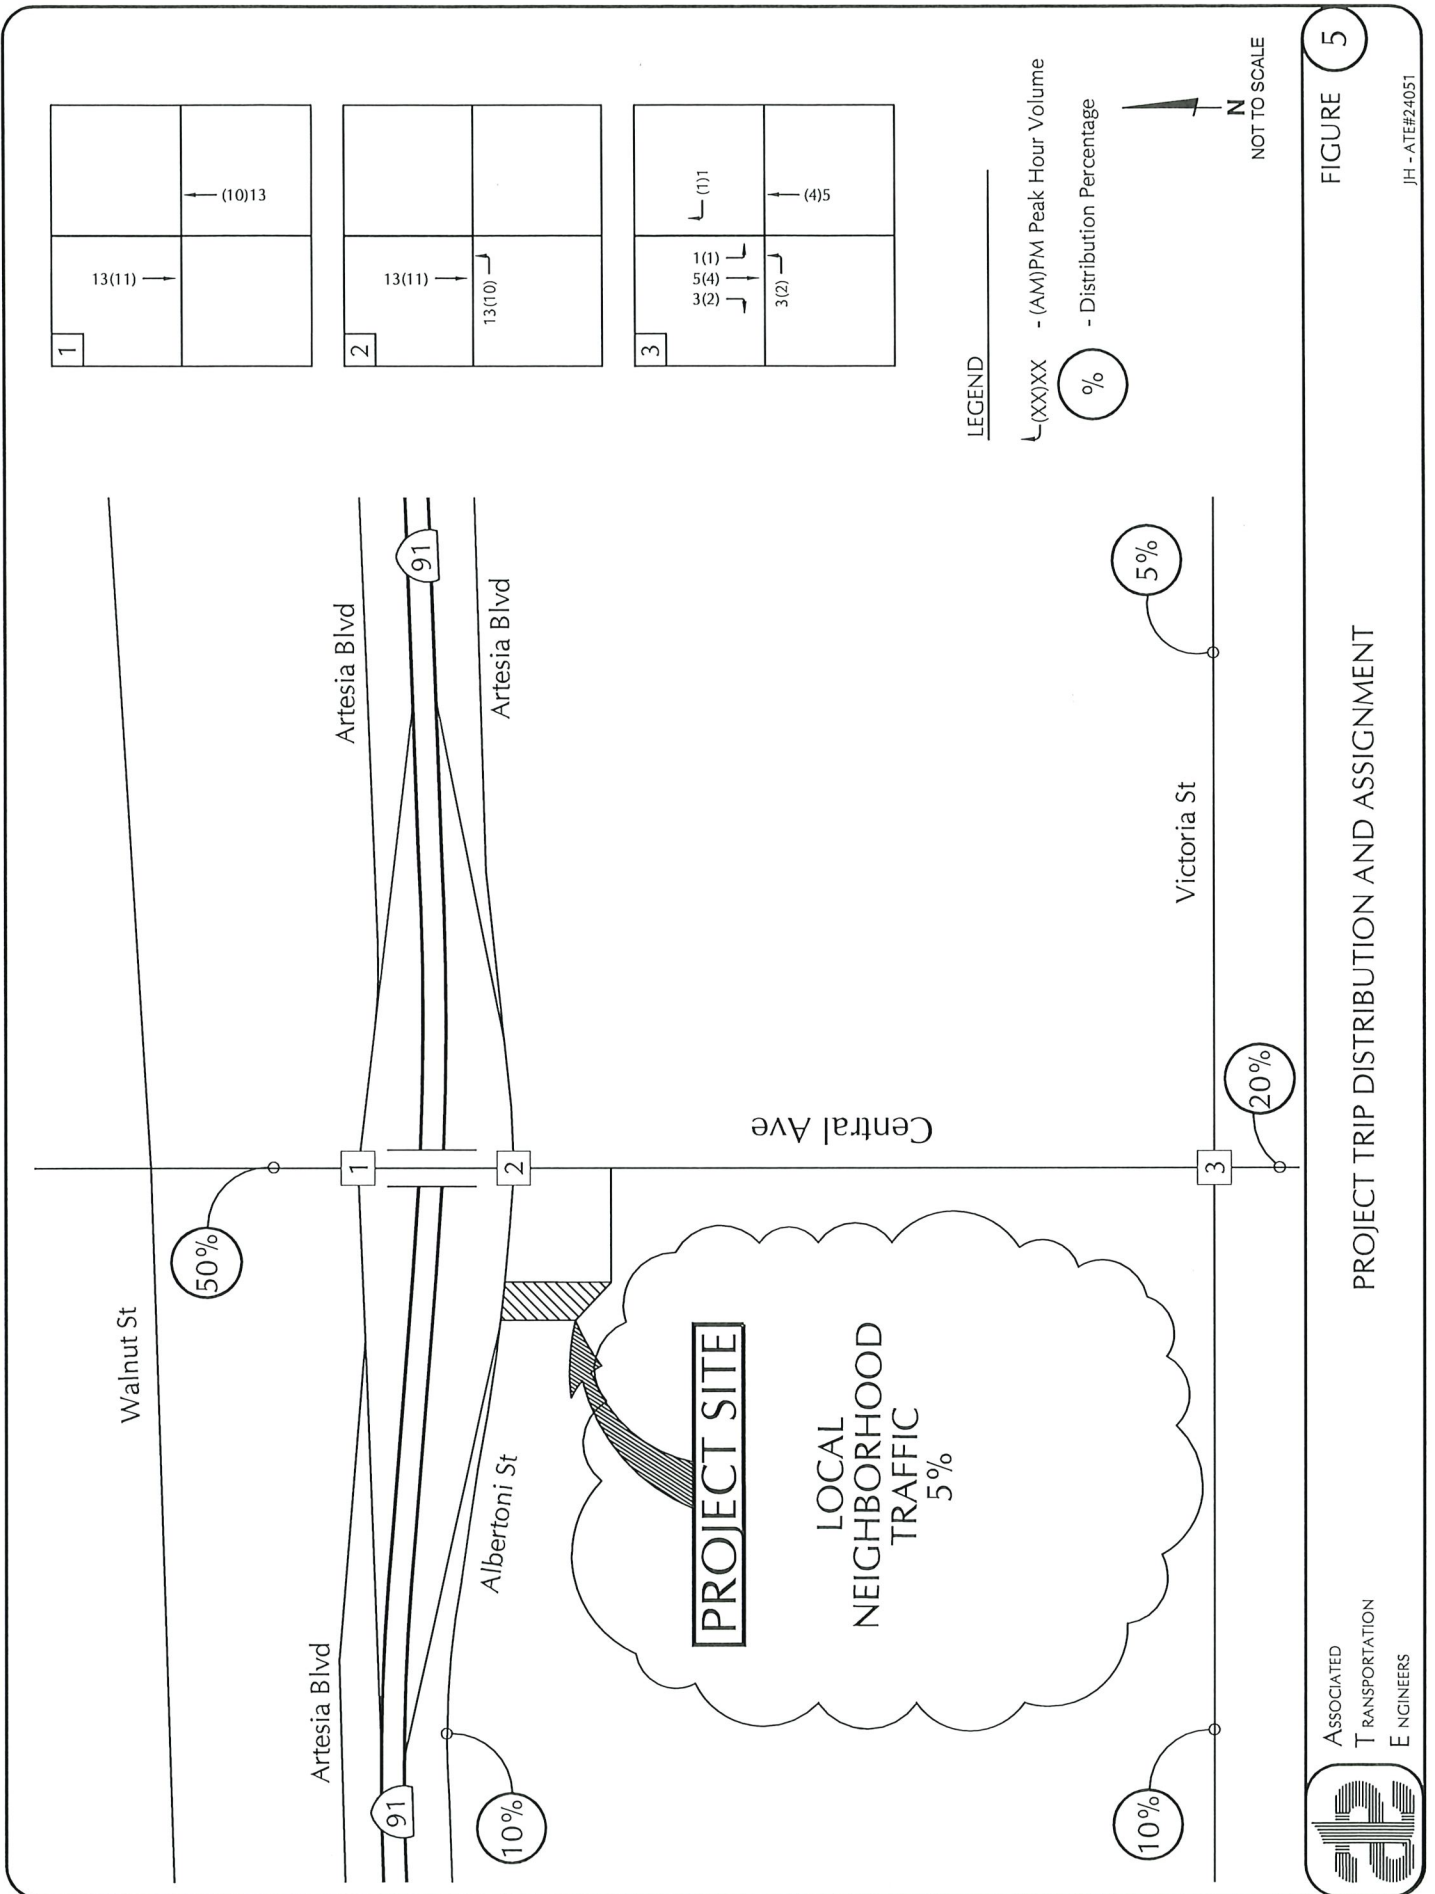 Walnut St
Artesia Blvd
Artesia Blvd
Artesia Blvd
Albertoni St
Central Ave
Victoria St
91
91
50%
10%
10%
20%
5%
1
2
3
PROJECT SITE
LOCAL
NEIGHBORHOOD
TRAFFIC
5%
1
13(11)
(10)13
2
13(11)
13(10)
3
1(1)
5(4)
3(2)
(1)1
3(2)
(4)5
LEGEND
(XX)XX - (AM)PM Peak Hour Volume
% - Distribution Percentage
N
NOT TO SCALE
ate
ASSOCIATED
TRANSPORTATION
ENGINEERS
PROJECT TRIP DISTRIBUTION AND ASSIGNMENT
FIGURE 5
JH - ATE#24051